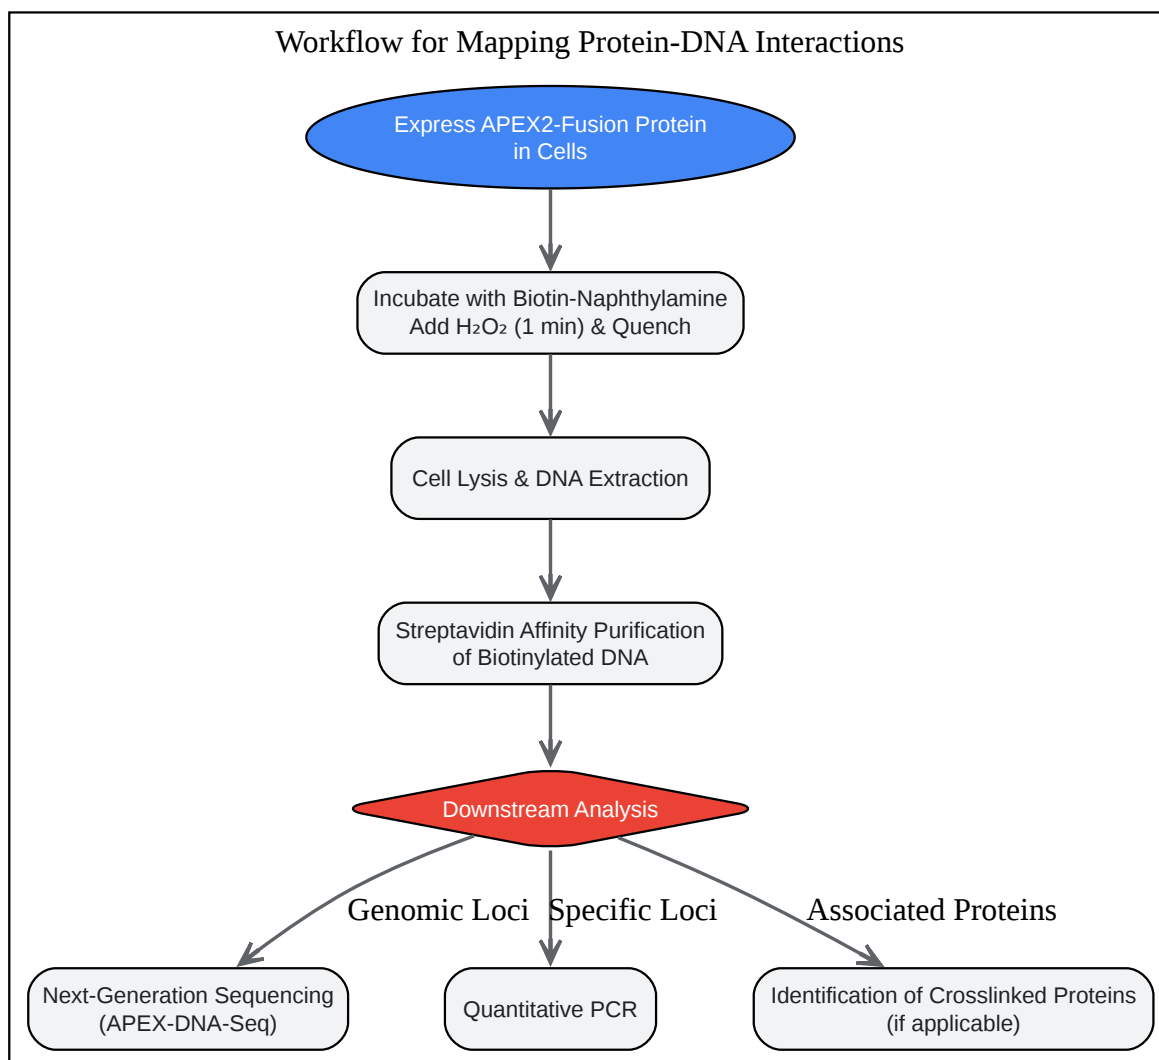 Workflow for Mapping Protein-DNA Interactions
Express APEX2-Fusion Protein
in Cells
Incubate with Biotin-Naphthylamine
Add H₂O₂ (1 min) & Quench
Cell Lysis & DNA Extraction
Streptavidin Affinity Purification
of Biotinylated DNA
Downstream Analysis
Genomic Loci
Specific Loci
Associated Proteins
Next-Generation Sequencing
(APEX-DNA-Seq)
Quantitative PCR
Identification of Crosslinked Proteins
(if applicable)